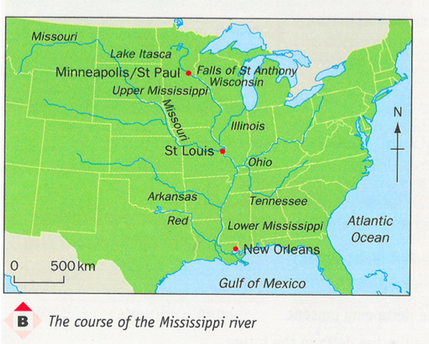 Missouri
Lake Itasca
Minneapolis/St Paul
Falls of St Anthony
Wisconsin
Upper Mississippi
Missouri
Illinois
N
St Louis
Ohio
Arkansas
Tennessee
Red
Lower Mississippi
Atlantic
Ocean
New Orleans
0 500 km
Gulf of Mexico
B The course of the Mississippi river